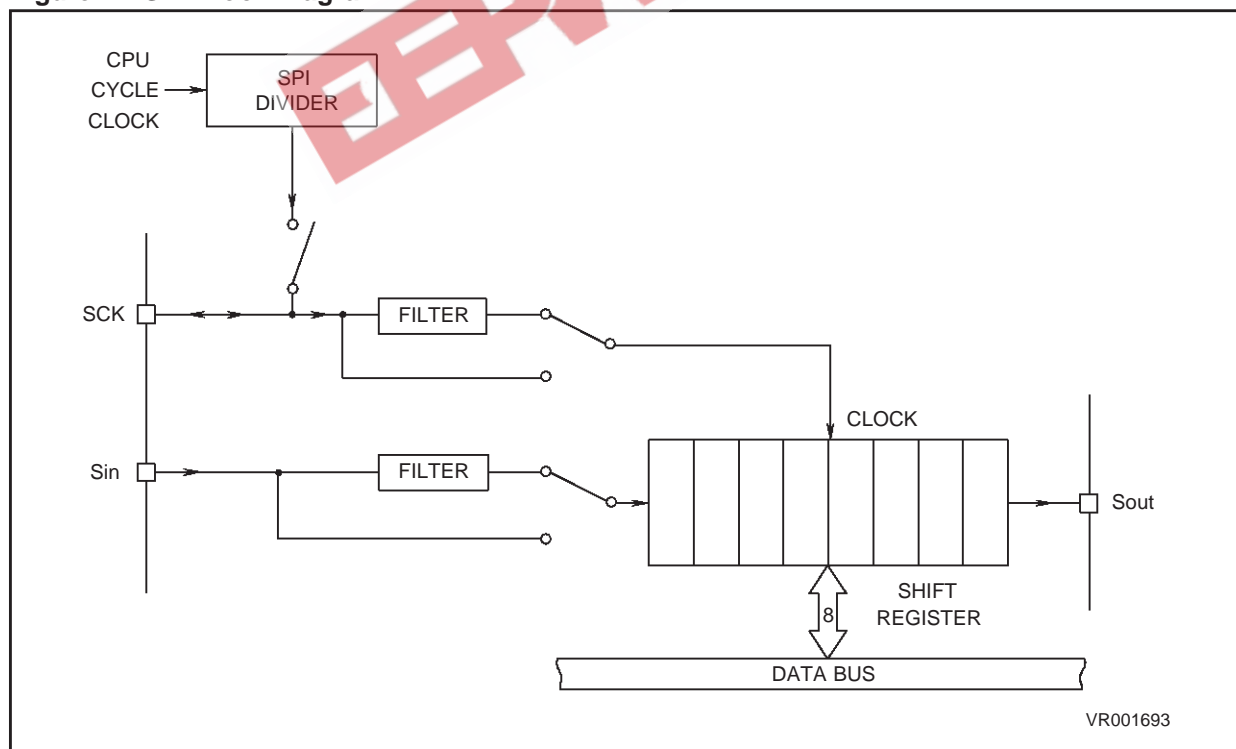 CPU
CYCLE
CLOCK
SPI
DIVIDER
SCK
FILTER
CLOCK
Sin
FILTER
Sout
SHIFT
REGISTER
8
DATA BUS
VR001693